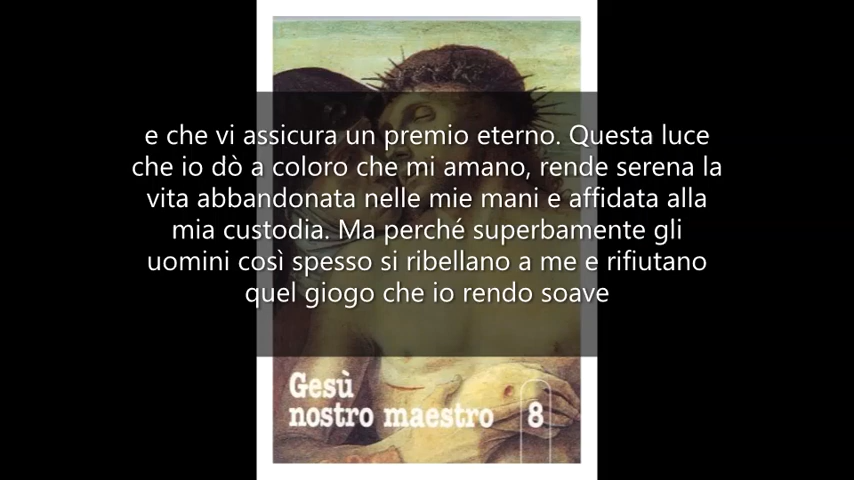 e che vi assicura un premio eterno. Questa luce
che io dò a coloro che mi amano, rende serena la
vita abbandonata nelle mie mani e affidata alla
mia custodia. Ma perché superbamente gli
uomini così spesso si ribellano a me e rifiutano
quel giogo che io rendo soave
Gesù
nostro maestro 8